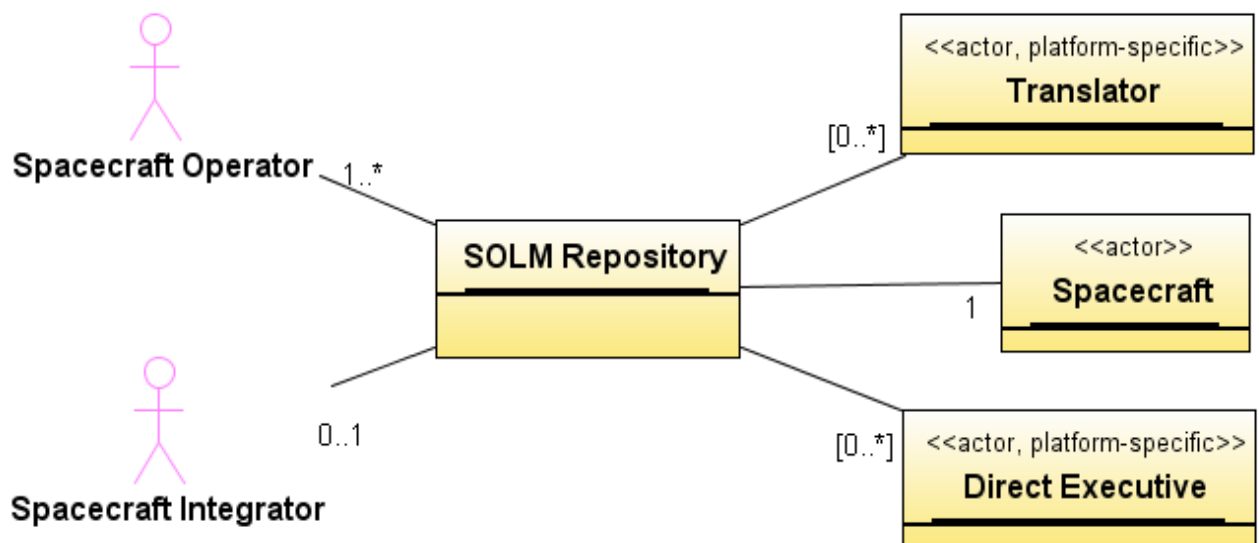 <<actor, platform-specific>>
Translator
[0..*]
Spacecraft Operator
1..*
SOLM Repository
<<actor>>
Spacecraft
1
0..1
[0..*]
<<actor, platform-specific>>
Direct Executive
Spacecraft Integrator